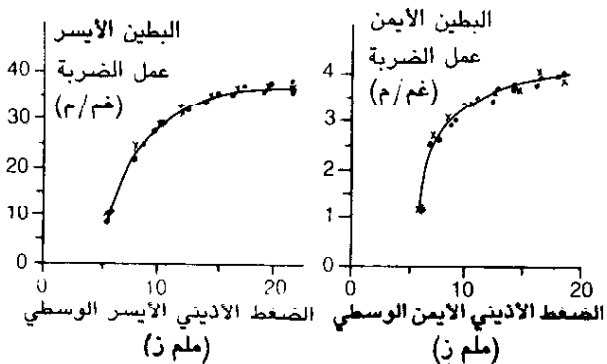 البطين الأيسر
عمل الضربة
(غم/م)
40
30
20
10
0
0
10
20
الضغط الأذيني الأيسر الوسطي
(ملم ز)
البطين الأيمن
عمل الضربة
(غم/م)
4
3
2
1
0
0
10
20
الضغط الأذيني الأيمن الوسطي
(ملم ز)